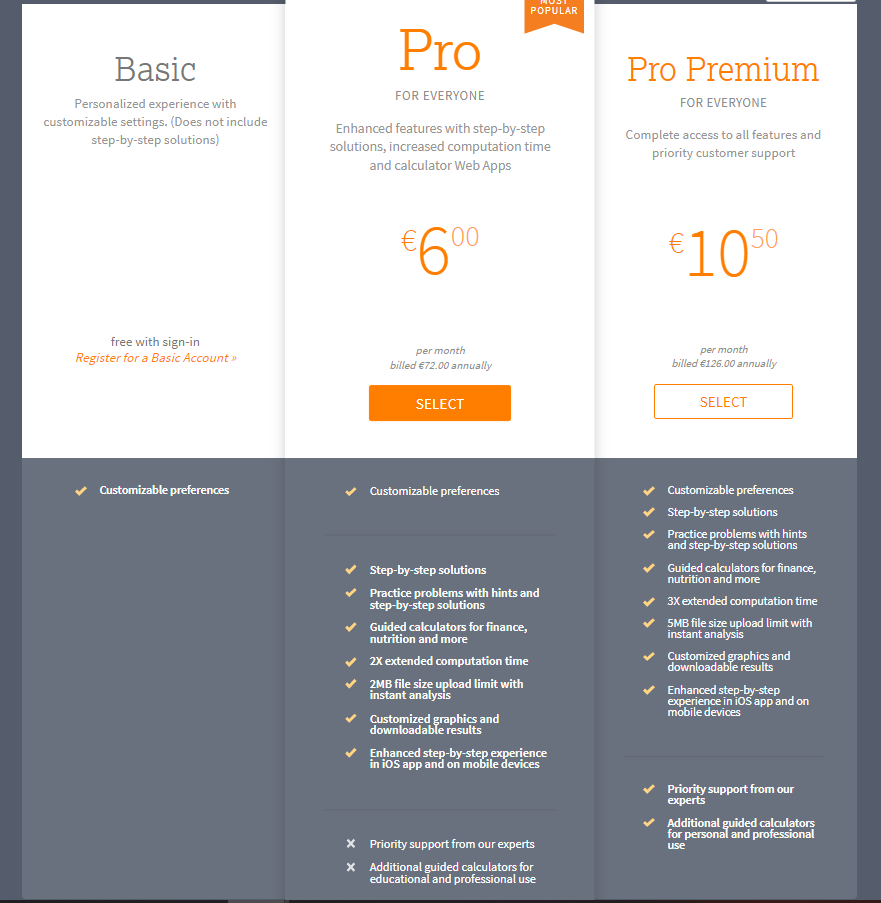 Basic
Personalized experience with
customizable settings. (Does not include
step-by-step solutions)
free with sign-in
Register for a Basic Account »
Customizable preferences
MOST
POPULAR
Pro
FOR EVERYONE
Enhanced features with step-by-step
solutions, increased computation time
and calculator Web Apps
€6 00
per month
billed €72.00 annually
SELECT
Customizable preferences
Step-by-step solutions
Practice problems with hints and
step-by-step solutions
Guided calculators for finance,
nutrition and more
2X extended computation time
2MB file size upload limit with
instant analysis
Customized graphics and
downloadable results
Enhanced step-by-step experience
in iOS app and on mobile devices
Priority support from our experts
Additional guided calculators for
educational and professional use
Pro Premium
FOR EVERYONE
Complete access to all features and
priority customer support
€10 50
per month
billed €126.00 annually
SELECT
Customizable preferences
Step-by-step solutions
Practice problems with hints
and step-by-step solutions
Guided calculators for finance,
nutrition and more
3X extended computation time
5MB file size upload limit with
instant analysis
Customized graphics and
downloadable results
Enhanced step-by-step
experience in iOS app and on
mobile devices
Priority support from our
experts
Additional guided calculators
for personal and professional
use